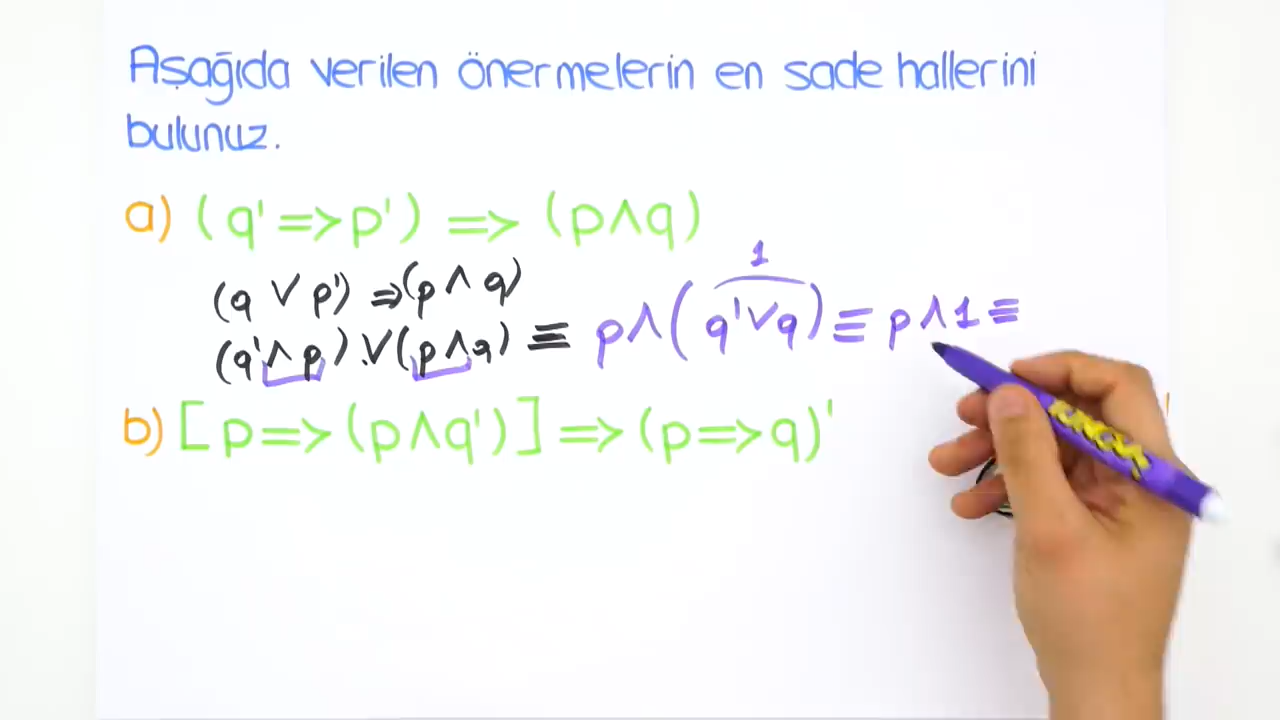 Aşağıda verilen önermelerin en sade hallerini
bulunuz.
a) (q' => p') => (p∧q)
(q ∨ p') => (p ∧ q)
1
(q'∧ p) ∨ (p∧q) ≡ p∧(q'∨q) ≡ p∧1 ≡
b) [p => (p∧q')] => (p=>q)'